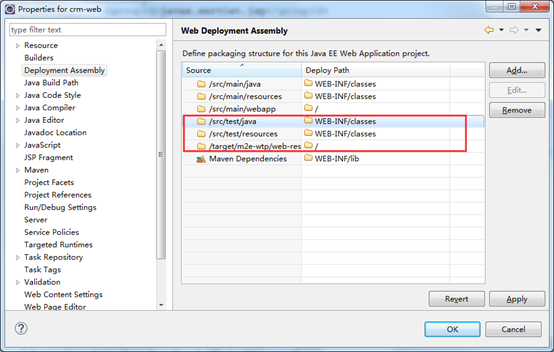 Properties for crm-web
type filter text
Resource
Builders
Deployment Assembly
Java Build Path
Java Code Style
Java Compiler
Java Editor
Javadoc Location
JavaScript
JSP Fragment
Maven
Project Facets
Project References
Run/Debug Settings
Server
Service Policies
Targeted Runtimes
Task Repository
Task Tags
Validation
Web Content Settings
Web Page Editor
Web Deployment Assembly
Define packaging structure for this Java EE Web Application project.
Source Deploy Path
/src/main/java WEB-INF/classes
/src/main/resources WEB-INF/classes
/src/main/webapp /
/src/test/java WEB-INF/classes
/src/test/resources WEB-INF/classes
/target/m2e-wtp/web-res /
Maven Dependencies WEB-INF/lib
Add...
Edit...
Remove
Revert Apply
OK Cancel